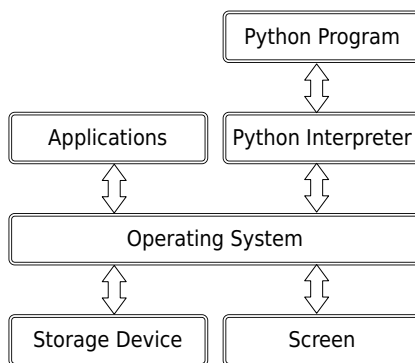 Python Program
Applications
Python Interpreter
Operating System
Storage Device
Screen